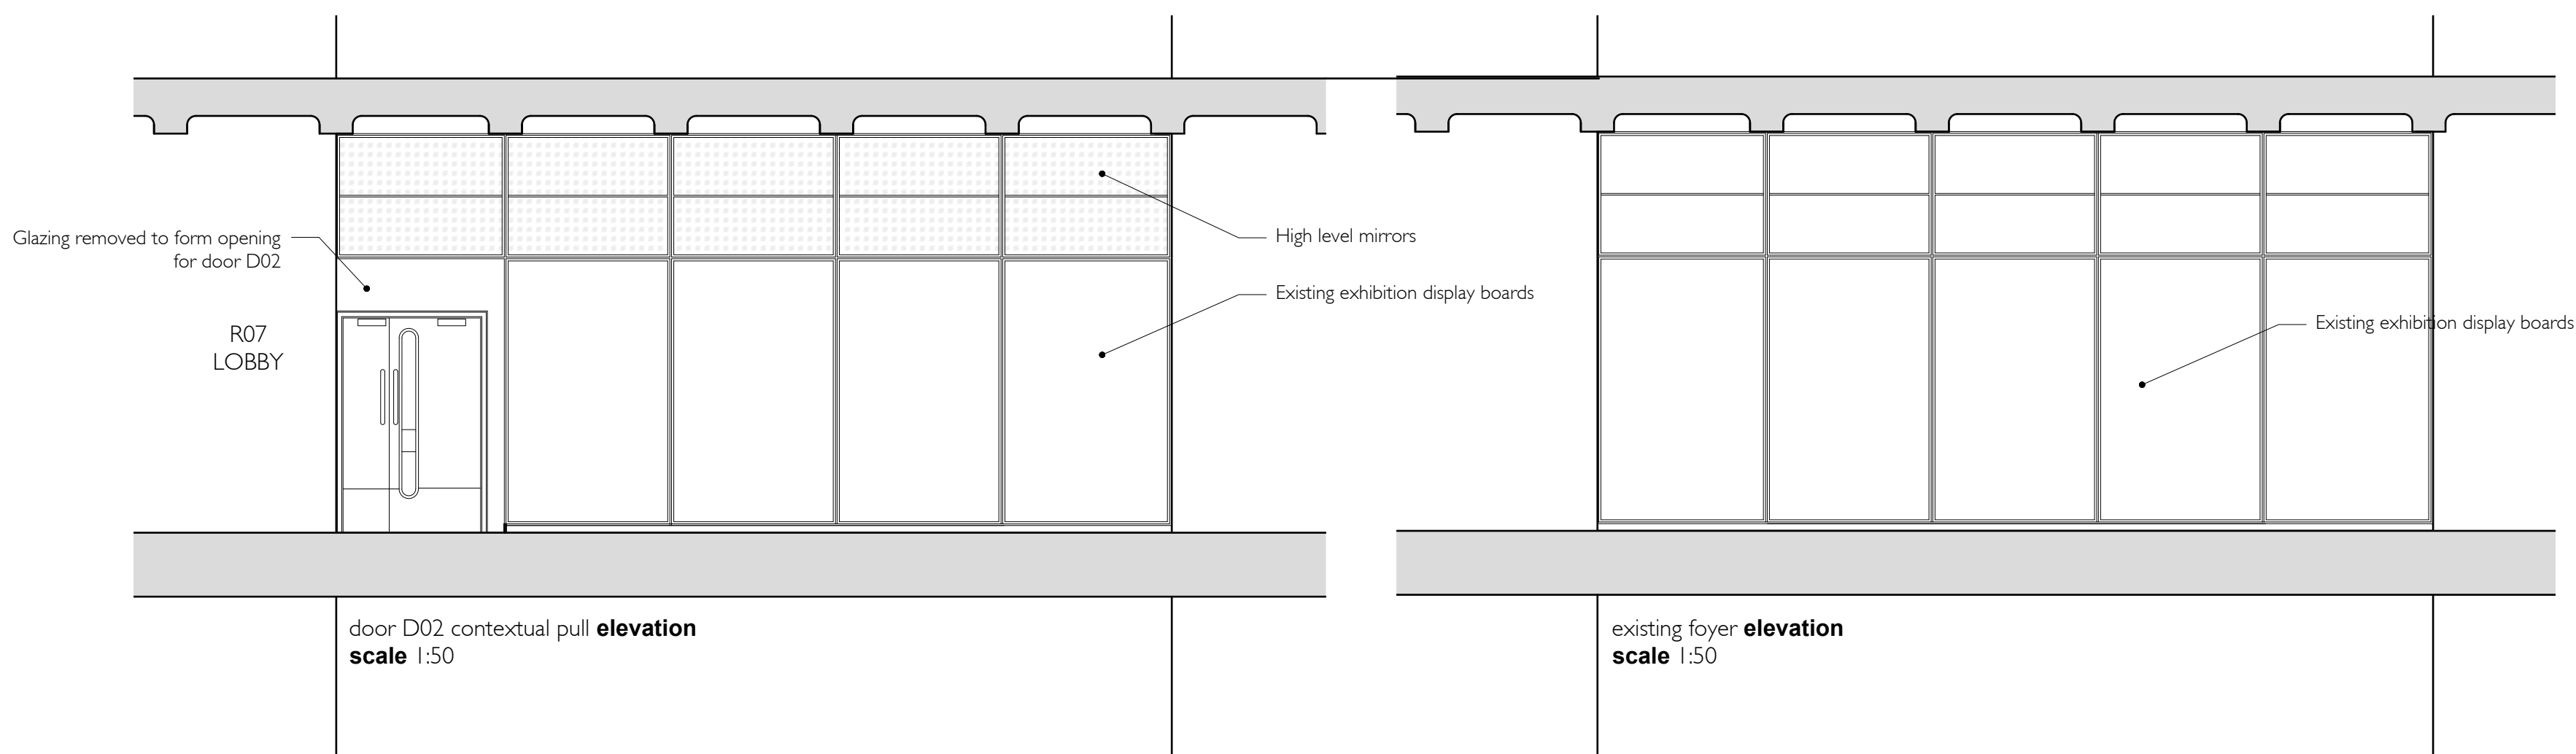 Glazing removed to form opening
for door D02
R07
LOBBY
High level mirrors
Existing exhibition display boards
door D02 contextual pull elevation
scale 1:50
Existing exhibition display boards
existing foyer elevation
scale 1:50